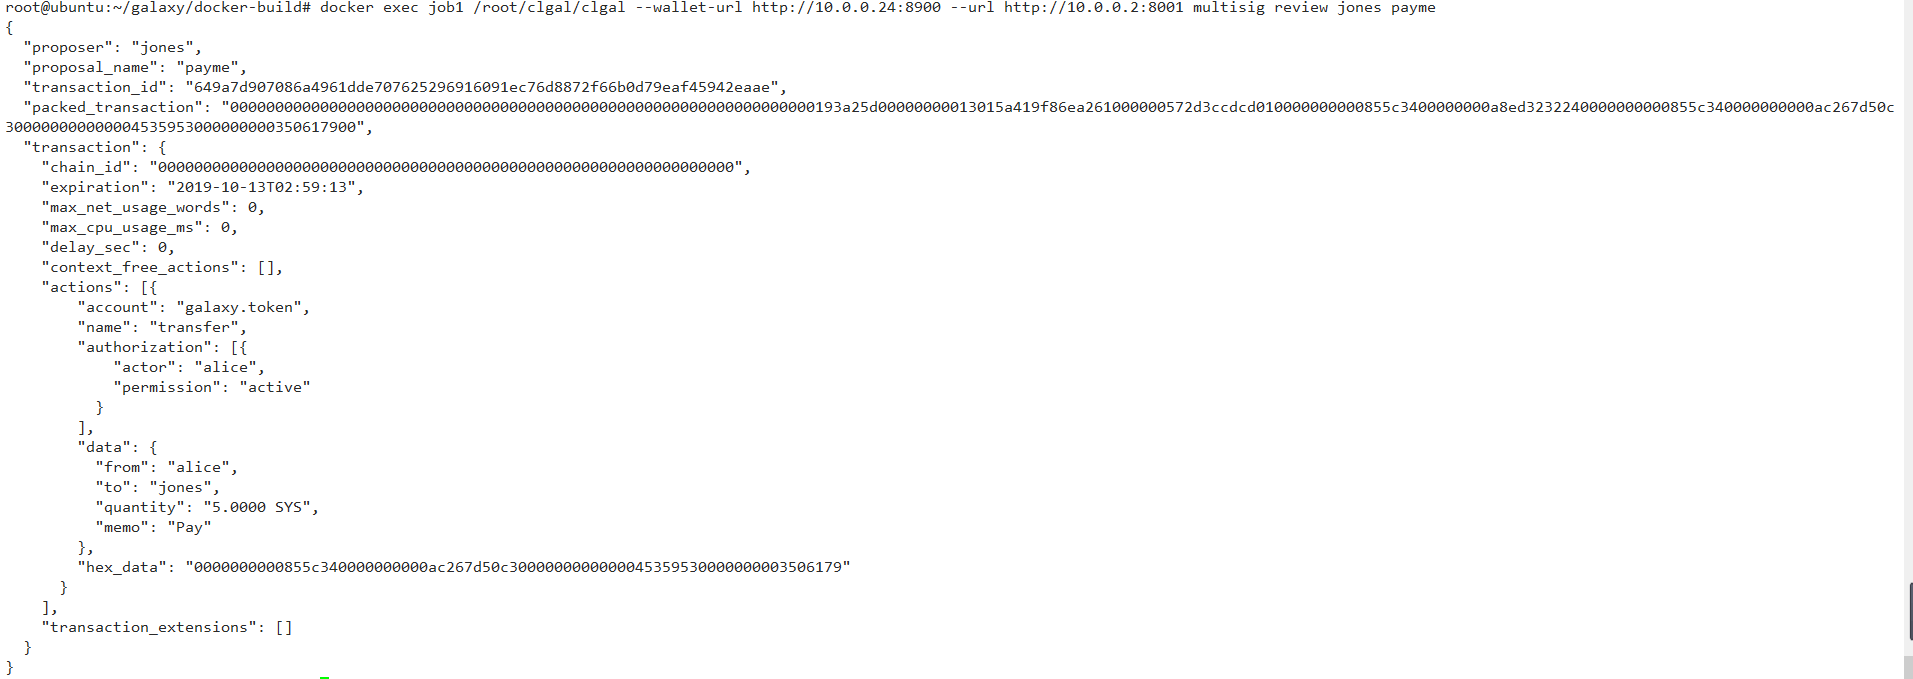 root@ubuntu:~/galaxy/docker-build# docker exec job1 /root/clgal/clgal --wallet-url http://10.0.0.24:8900 --url http://10.0.0.2:8001 multisig review jones payme
{
  "proposer": "jones",
  "proposal_name": "payme",
  "transaction_id": "649a7d907086a4961dde707625296916091ec76d8872f66b0d79eaf45942eaae",
  "packed_transaction": "0000000000000000000000000000000000000000000000000000000000000000193a25d00000000013015a419f86ea261000000572d3ccdcd010000000000855c3400000000a8ed3232240000000000855c340000000000ac267d50c
30000000000000045359530000000000350617900",
  "transaction": {
    "chain_id": "0000000000000000000000000000000000000000000000000000000000000000",
    "expiration": "2019-10-13T02:59:13",
    "max_net_usage_words": 0,
    "max_cpu_usage_ms": 0,
    "delay_sec": 0,
    "context_free_actions": [],
    "actions": [{
        "account": "galaxy.token",
        "name": "transfer",
        "authorization": [{
            "actor": "alice",
            "permission": "active"
          }
        ],
        "data": {
          "from": "alice",
          "to": "jones",
          "quantity": "5.0000 SYS",
          "memo": "Pay"
        },
        "hex_data": "0000000000855c340000000000ac267d50c30000000000000453595300000000003506179"
      }
    ],
    "transaction_extensions": []
  }
}